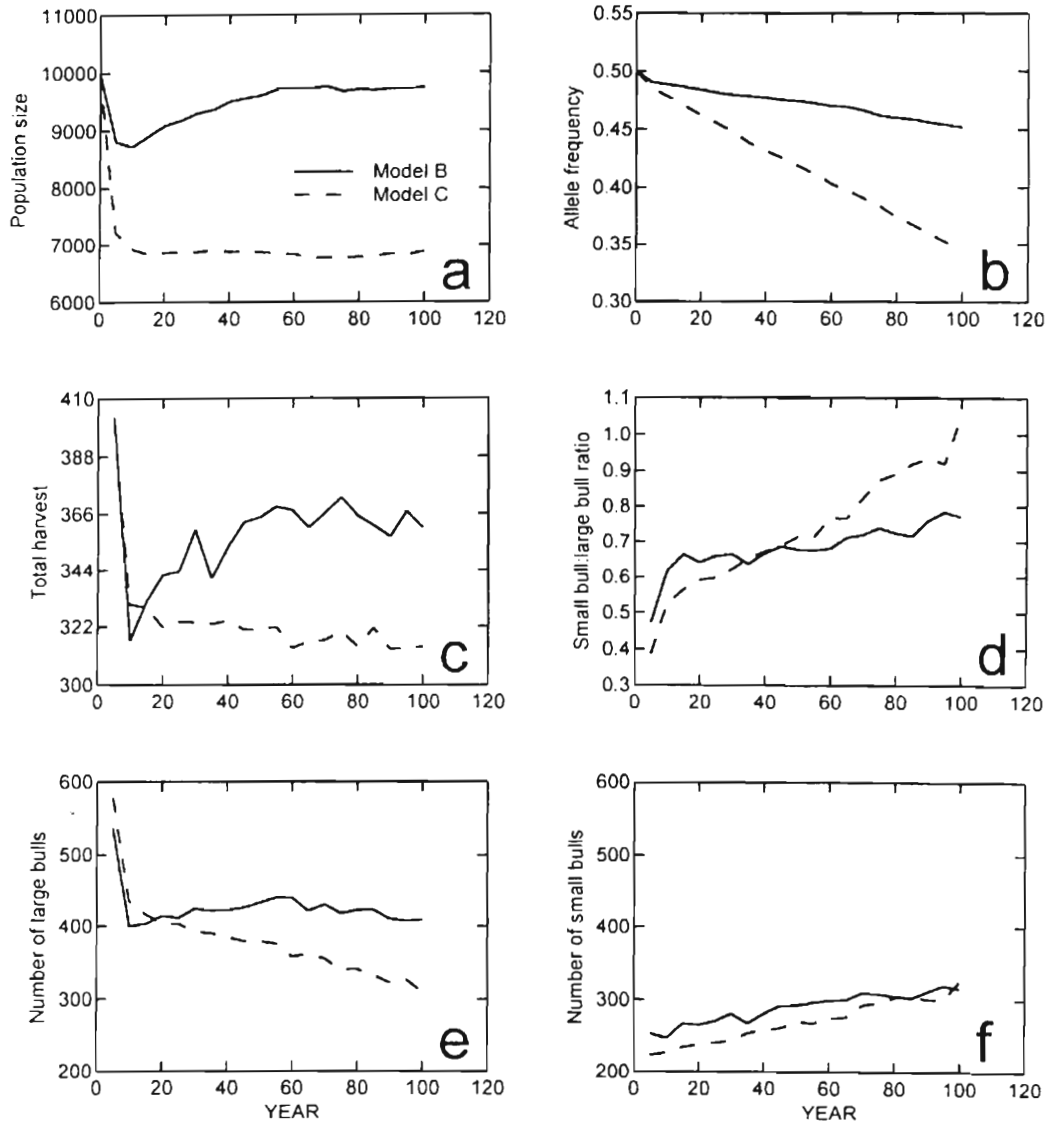 11000
10000
9000
8000
7000
6000
Population size
Model B
Model C
a
0 20 40 60 80 100 120
0.55
0.50
0.45
0.40
0.35
0.30
Allele frequency
b
0 20 40 60 80 100 120
410
388
366
344
322
300
Total harvest
c
0 20 40 60 80 100 120
1.1
1.0
0.9
0.8
0.7
0.6
0.5
0.4
0.3
Small bull:large bull ratio
d
0 20 40 60 80 100 120
600
500
400
300
200
Number of large bulls
e
0 20 40 60 80 100 120
YEAR
600
500
400
300
200
Number of small bulls
f
0 20 40 60 80 100 120
YEAR